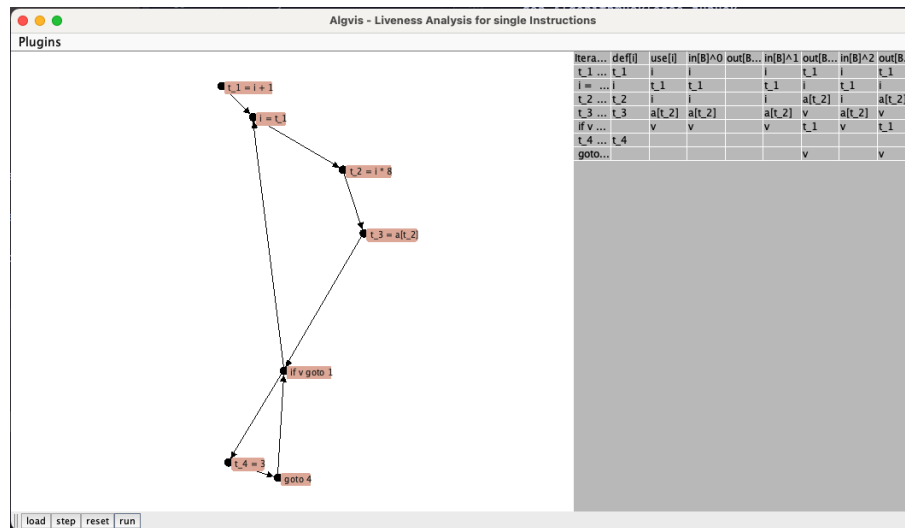 Algvis - Liveness Analysis for single Instructions
Plugins
t_1 = i + 1
i = t_1
t_2 = i * 8
t_3 = a[t_2]
if v goto 1
t_4 = 3
goto 4
Itera... def[i] use[i] in[B]^0 out[B... in[B]^1 out[B... in[B]^2 out[B..
t_1 ... t_1 i i i t_1 i t_1
i = ... i t_1 t_1 t_1 i t_1 i
t_2 ... t_2 i i i a[t_2] i a[t_2]
t_3 ... t_3 a[t_2] a[t_2] a[t_2] v a[t_2] v
if v ... v v v t_1 v t_1
t_4 ... t_4
goto... v v
load step reset run